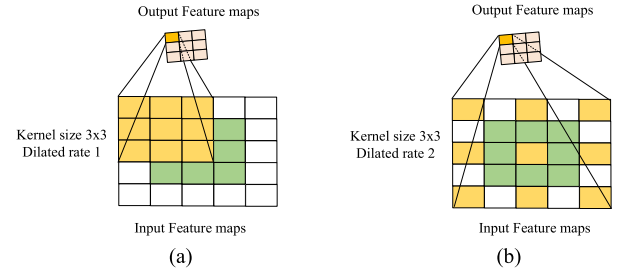 Output Feature maps
Kernel size 3x3
Dilated rate 1
Input Feature maps
(a)
Output Feature maps
Kernel size 3x3
Dilated rate 2
Input Feature maps
(b)